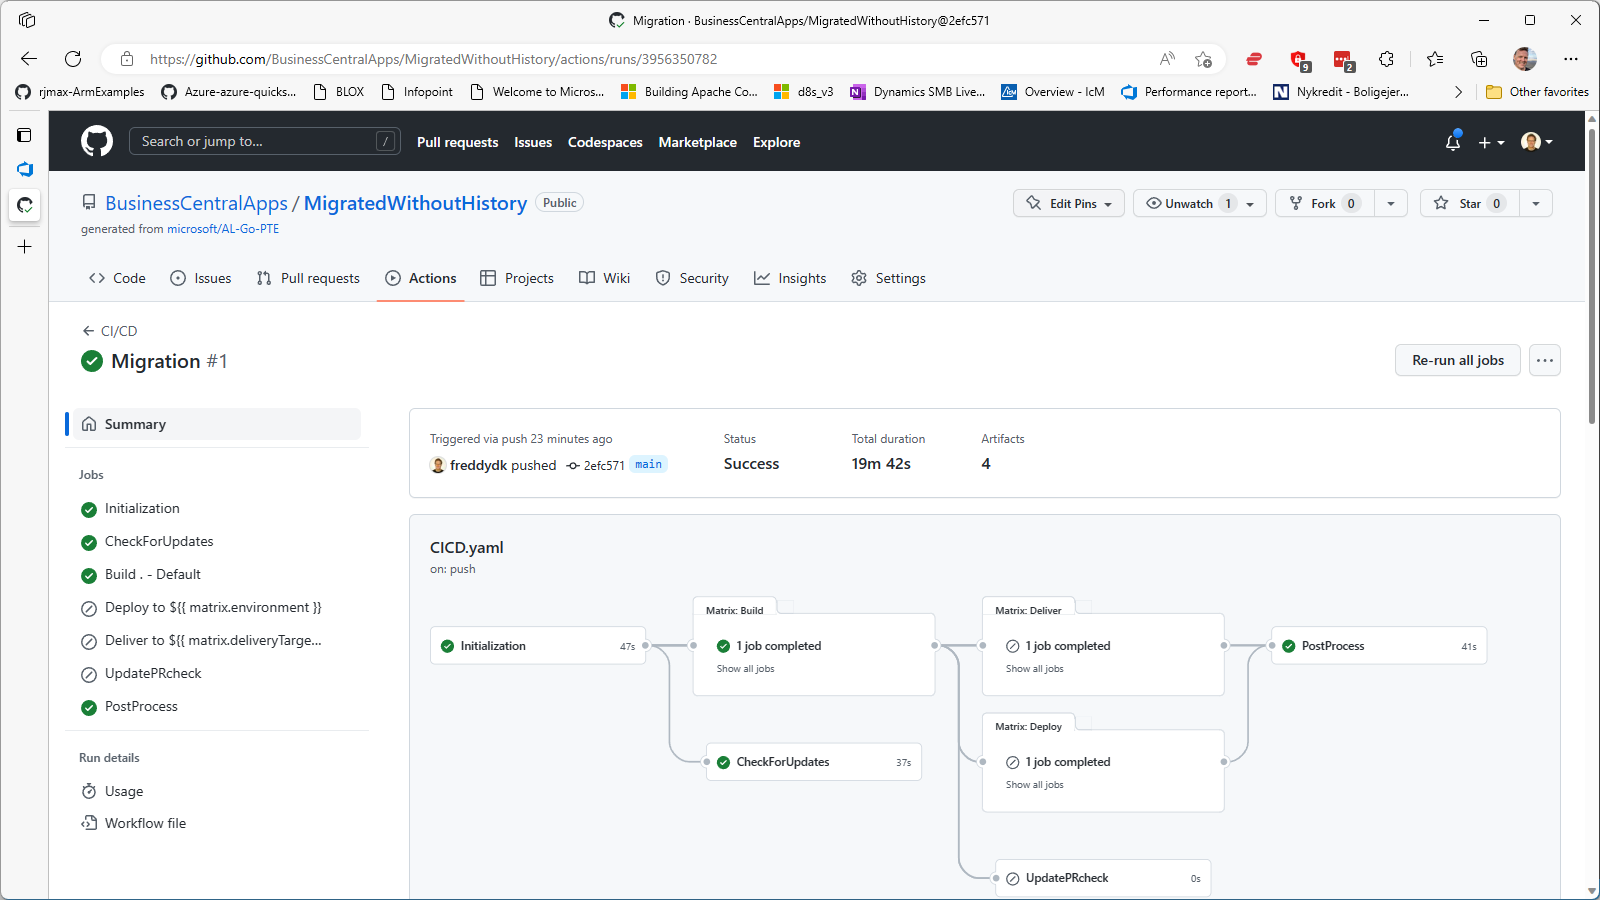 Migration · BusinessCentralApps/MigratedWithoutHistory@2efc571
https://github.com/BusinessCentralApps/MigratedWithoutHistory/actions/runs/3956350782
A 9 2
rjmax-ArmExamples Azure-azure-quicks... BLOX Infopoint Welcome to Micros... Building Apache Co... d8s_v3 Dynamics SMB Live... Overview - IcM Performance report... Nykredit - Boligejer... Other favorites
Search or jump to... / Pull requests Issues Codespaces Marketplace Explore
BusinessCentralApps / MigratedWithoutHistory Public Edit Pins Unwatch 1 Fork 0 Star 0
generated from microsoft/AL-Go-PTE
Code Issues Pull requests Actions Projects Wiki Security Insights Settings
CI/CD
Migration #1 Re-run all jobs
Summary
Jobs
Initialization
CheckForUpdates
Build . - Default
Deploy to ${{ matrix.environment }}
Deliver to ${{ matrix.deliveryTarge...
UpdatePRcheck
PostProcess
Run details
Usage
Workflow file
Triggered via push 23 minutes ago Status Total duration Artifacts
freddydk pushed 2efc571 main Success 19m 42s 4
CICD.yaml
on: push
Matrix: Build Matrix: Deliver
Initialization 47s 1 job completed 1 job completed PostProcess 41s
Show all jobs Show all jobs
Matrix: Deploy
CheckForUpdates 37s 1 job completed
Show all jobs
UpdatePRcheck 0s